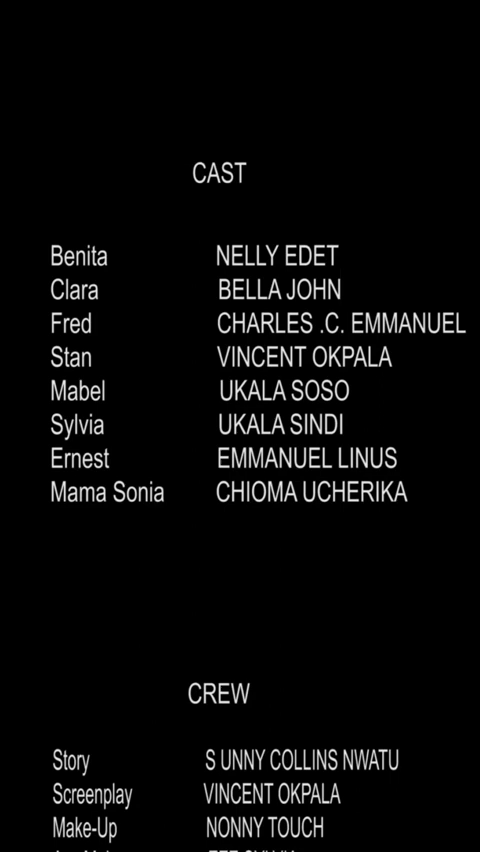 CAST
Benita NELLY EDET
Clara BELLA JOHN
Fred CHARLES .C. EMMANUEL
Stan VINCENT OKPALA
Mabel UKALA SOSO
Sylvia UKALA SINDI
Ernest EMMANUEL LINUS
Mama Sonia CHIOMA UCHERIKA
CREW
Story S UNNY COLLINS NWATU
Screenplay VINCENT OKPALA
Make-Up NONNY TOUCH